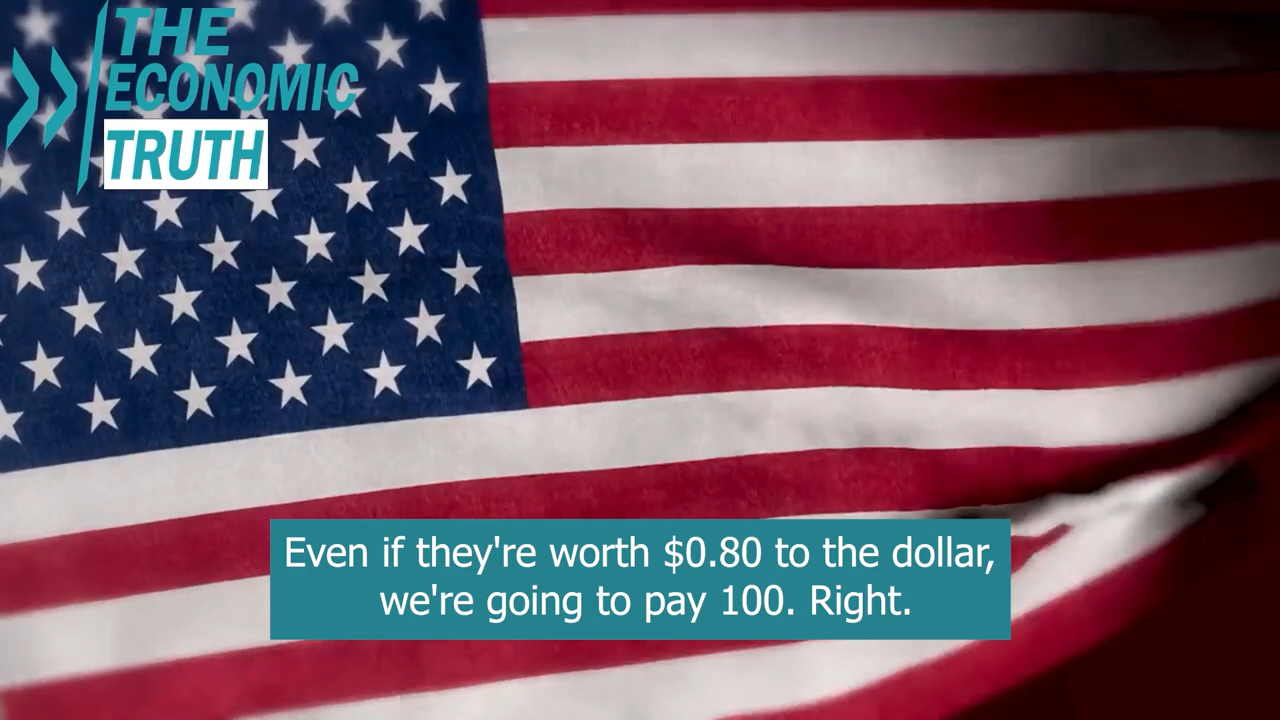 THE
ECONOMIC
TRUTH
Even if they're worth $0.80 to the dollar,
we're going to pay 100. Right.